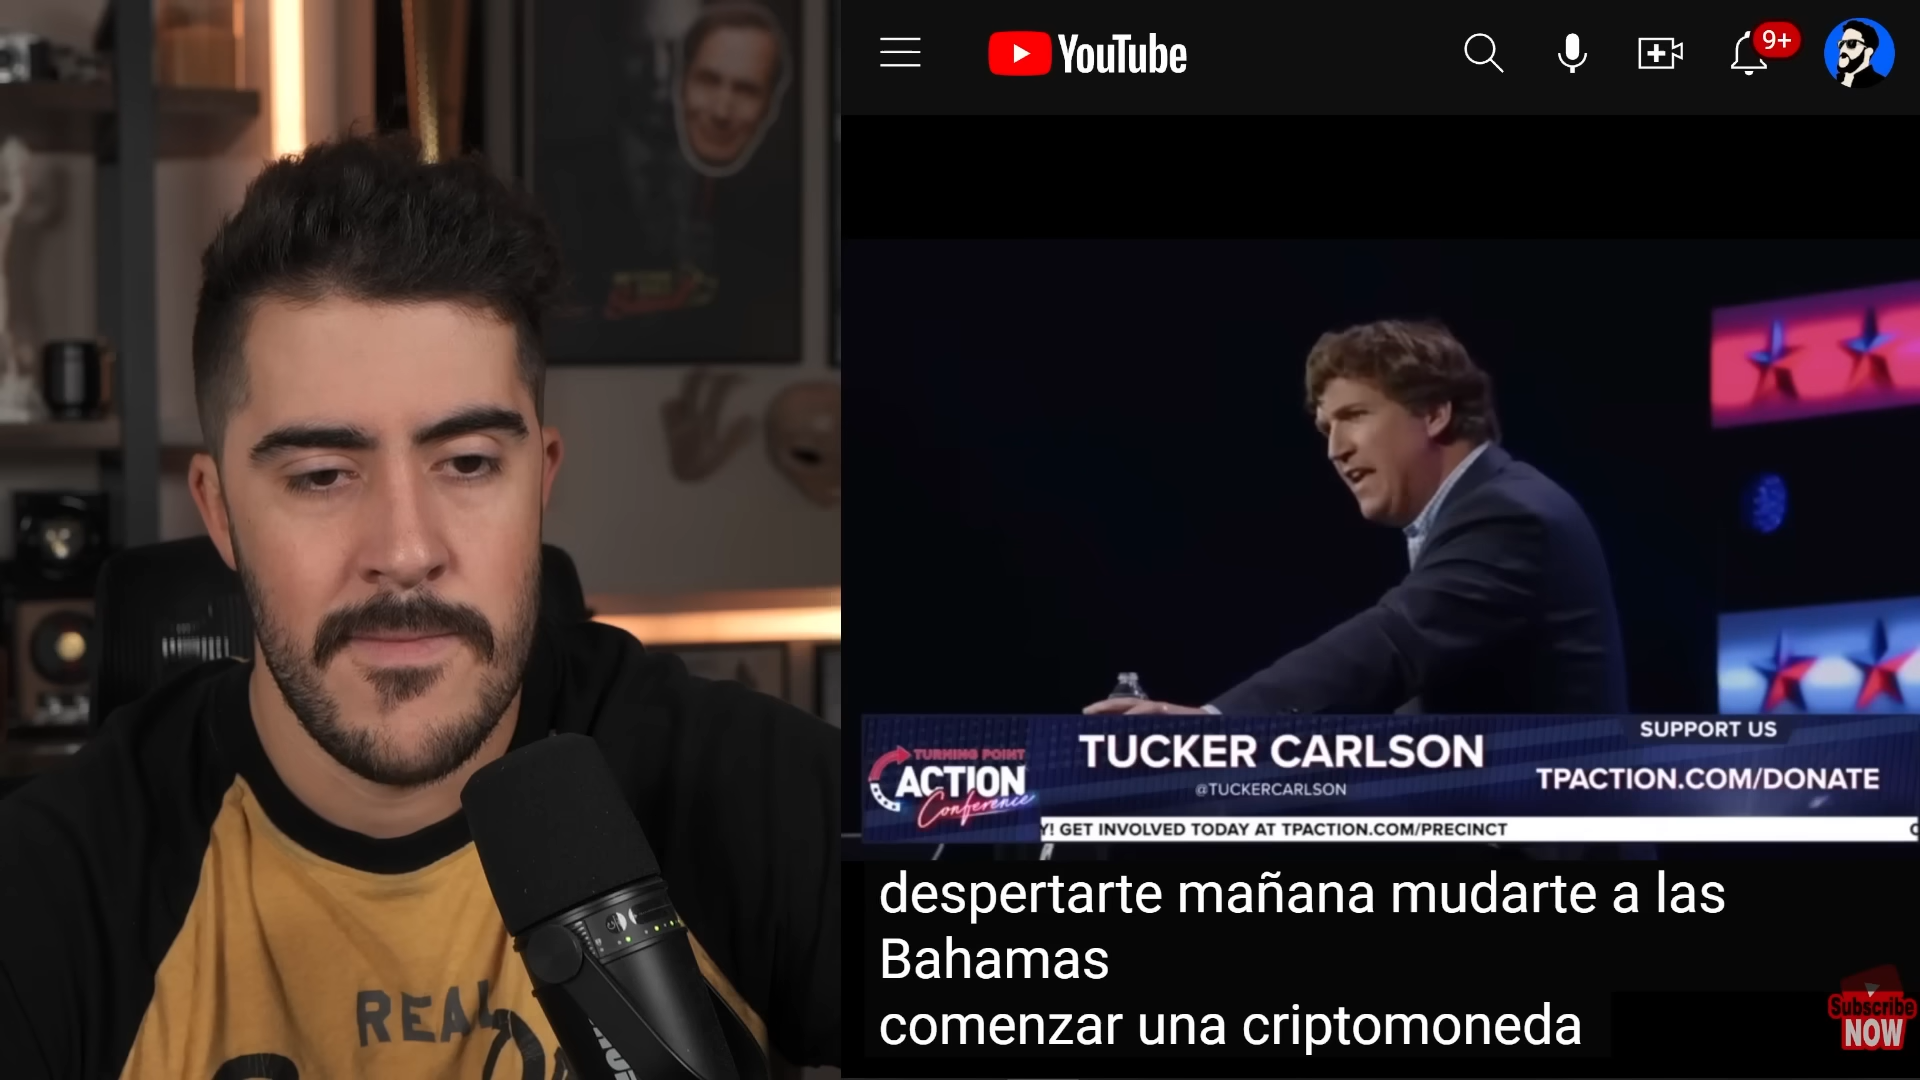 YouTube
9+
TUCKER CARLSON
@TUCKERCARLSON
SUPPORT US
TPACTION.COM/DONATE
TURNING POINT
ACTION
Conference
Y! GET INVOLVED TODAY AT TPACTION.COM/PRECINCT
despertarte mañana mudarte a las
Bahamas
comenzar una criptomoneda
Subscribe
NOW
REAL